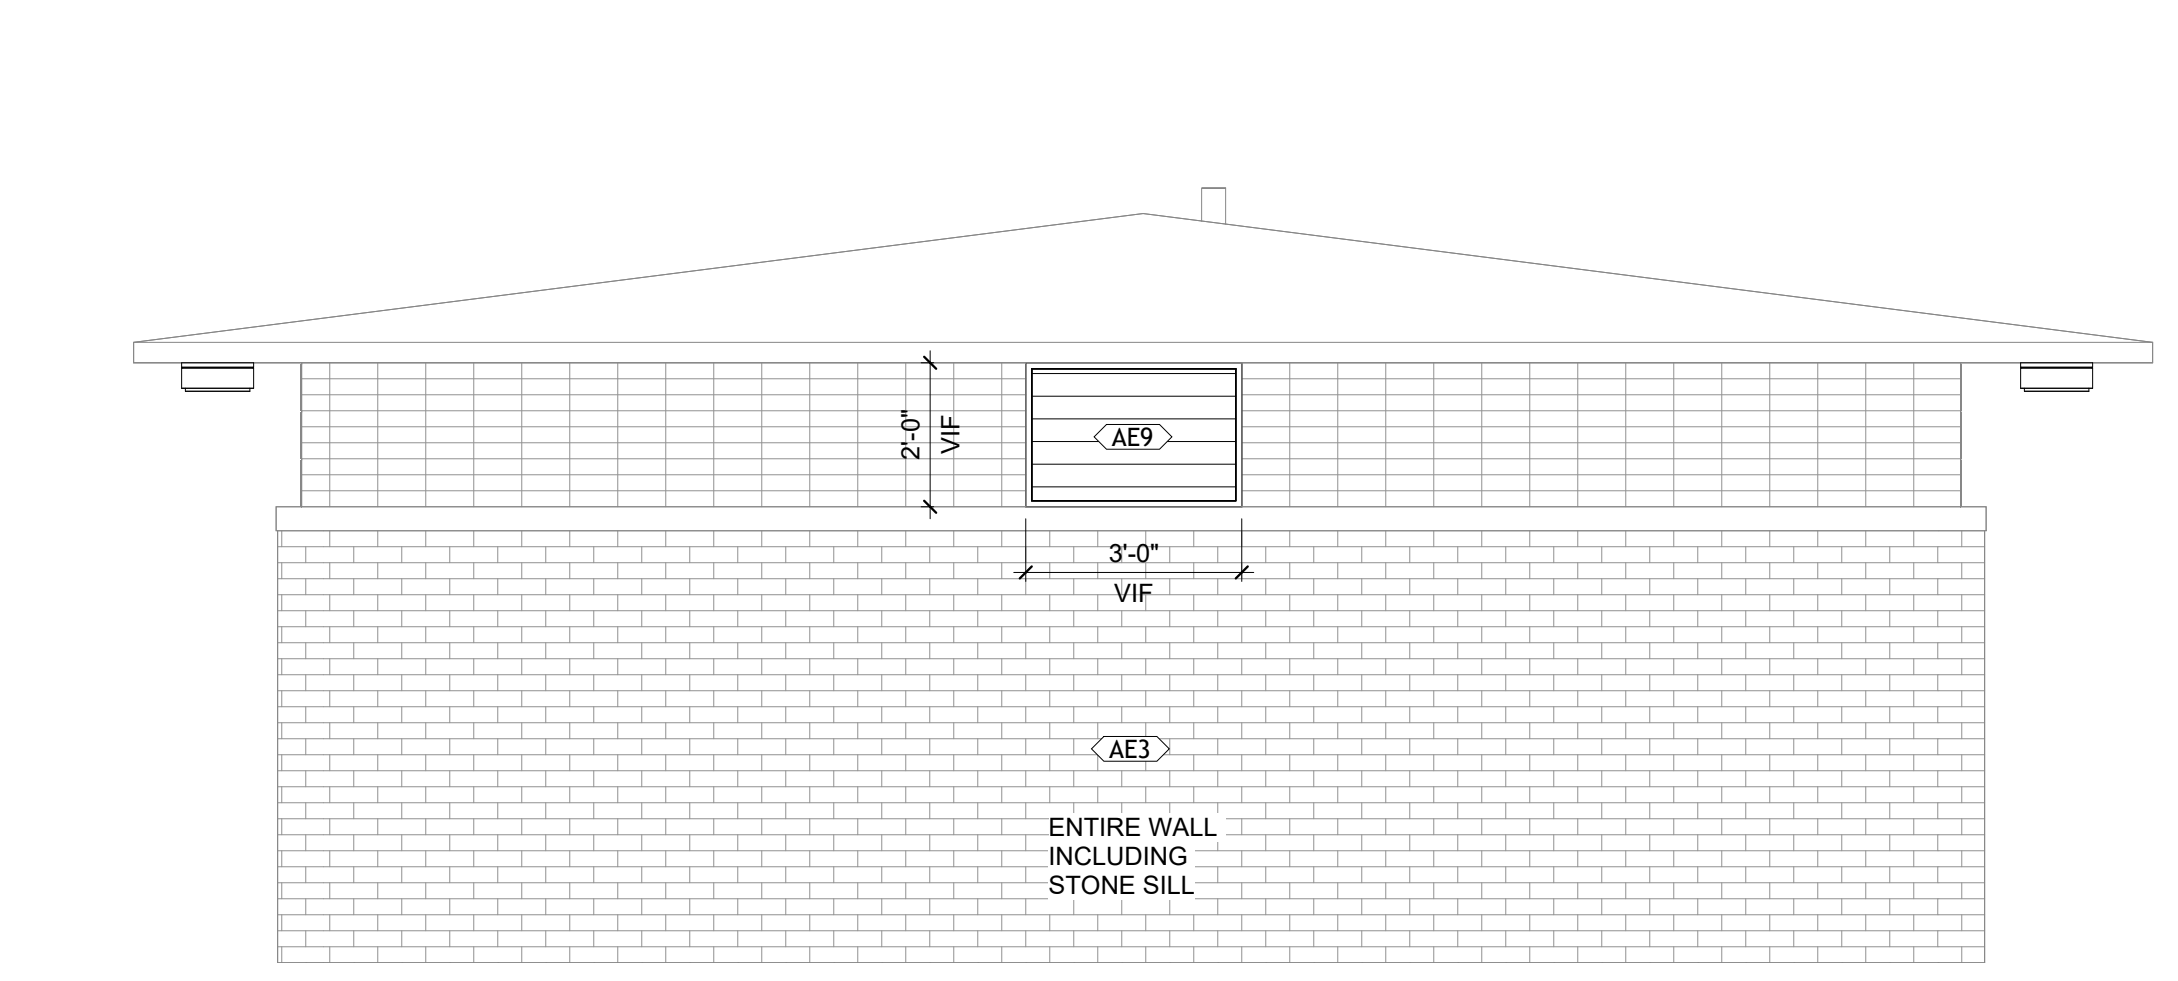 2'-0"
VIF
AE9
3'-0"
VIF
AE3
ENTIRE WALL
INCLUDING
STONE SILL